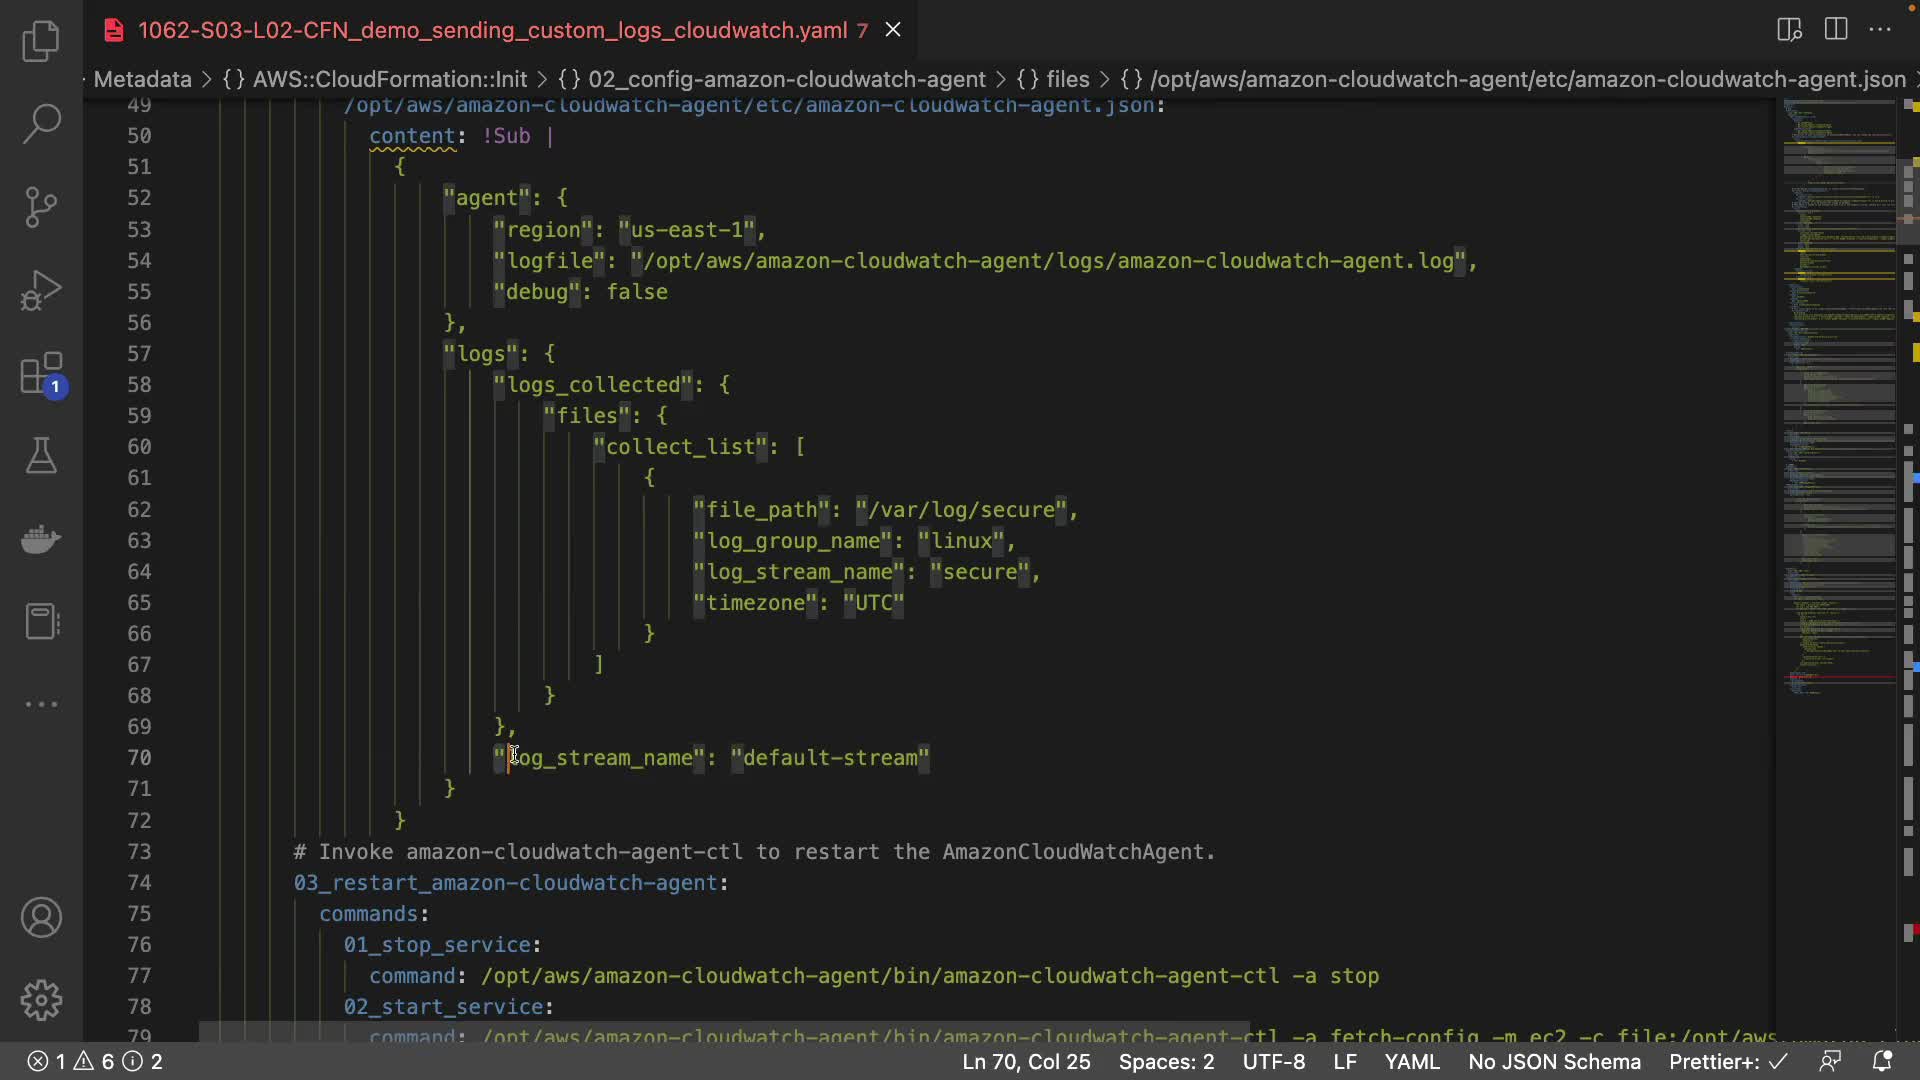 1062-S03-L02-CFN_demo_sending_custom_logs_cloudwatch.yaml 7
Metadata > {} AWS::CloudFormation::Init > {} 02_config-amazon-cloudwatch-agent > {} files > {} /opt/aws/amazon-cloudwatch-agent/etc/amazon-cloudwatch-agent.json
49 /opt/aws/amazon-cloudwatch-agent/etc/amazon-cloudwatch-agent.json:
50 content: !Sub |
51 {
52 "agent": {
53 "region": "us-east-1",
54 "logfile": "/opt/aws/amazon-cloudwatch-agent/logs/amazon-cloudwatch-agent.log",
55 "debug": false
56 },
57 "logs": {
58 "logs_collected": {
59 "files": {
60 "collect_list": [
61 {
62 "file_path": "/var/log/secure",
63 "log_group_name": "linux",
64 "log_stream_name": "secure",
65 "timezone": "UTC"
66 }
67 ]
68 }
69 },
70 "log_stream_name": "default-stream"
71 }
72 }
73 # Invoke amazon-cloudwatch-agent-ctl to restart the AmazonCloudWatchAgent.
74 03_restart_amazon-cloudwatch-agent:
75 commands:
76 01_stop_service:
77 command: /opt/aws/amazon-cloudwatch-agent/bin/amazon-cloudwatch-agent-ctl -a stop
78 02_start_service:
79 command: /opt/aws/amazon-cloudwatch-agent/bin/amazon-cloudwatch-agent-ctl -a fetch-config -m ec2 -c file:/opt/aws
1
1 6 2 Ln 70, Col 25 Spaces: 2 UTF-8 LF YAML No JSON Schema Prettier+: ✓